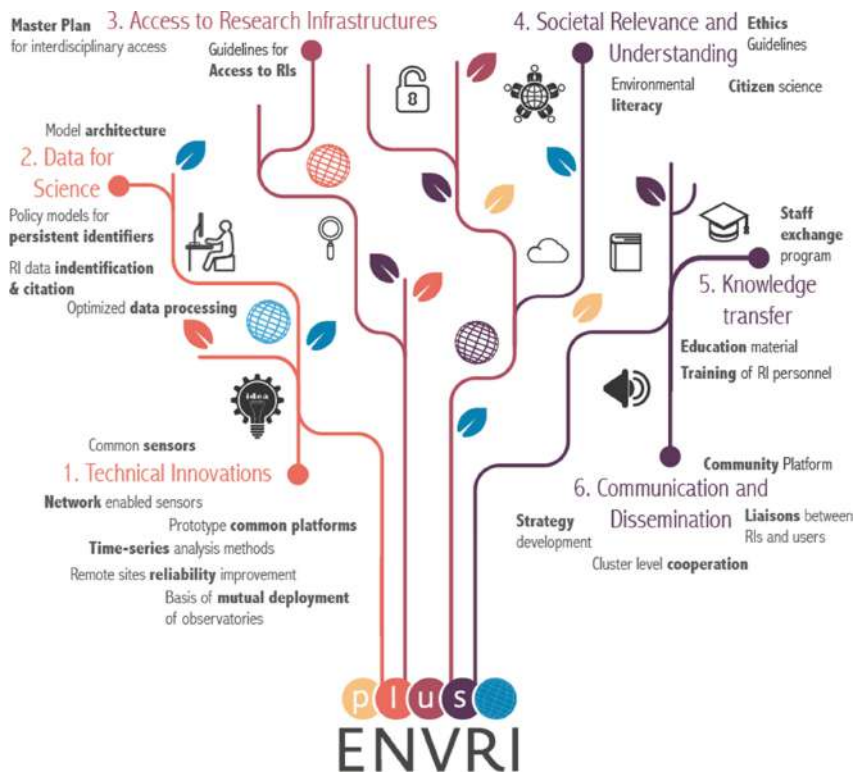 3. Access to Research Infrastructures
Master Plan
for interdisciplinary access
Guidelines for
Access to RIs
4. Societal Relevance and
Understanding
Ethics
Guidelines
Environmental
literacy
Citizen science
Model architecture
2. Data for
Science
Policy models for
persistent identifiers
RI data indentification
& citation
Optimized data processing
Staff
exchange
program
5. Knowledge
transfer
Education material
Training of RI personnel
idea
Common sensors
1. Technical Innovations
Network enabled sensors
Prototype common platforms
Time-series analysis methods
Remote sites reliability improvement
Basis of mutual deployment
of observatories
Community Platform
6. Communication and
Dissemination
Liaisons between
RIs and users
Strategy
development
Cluster level cooperation
plus
ENVRI